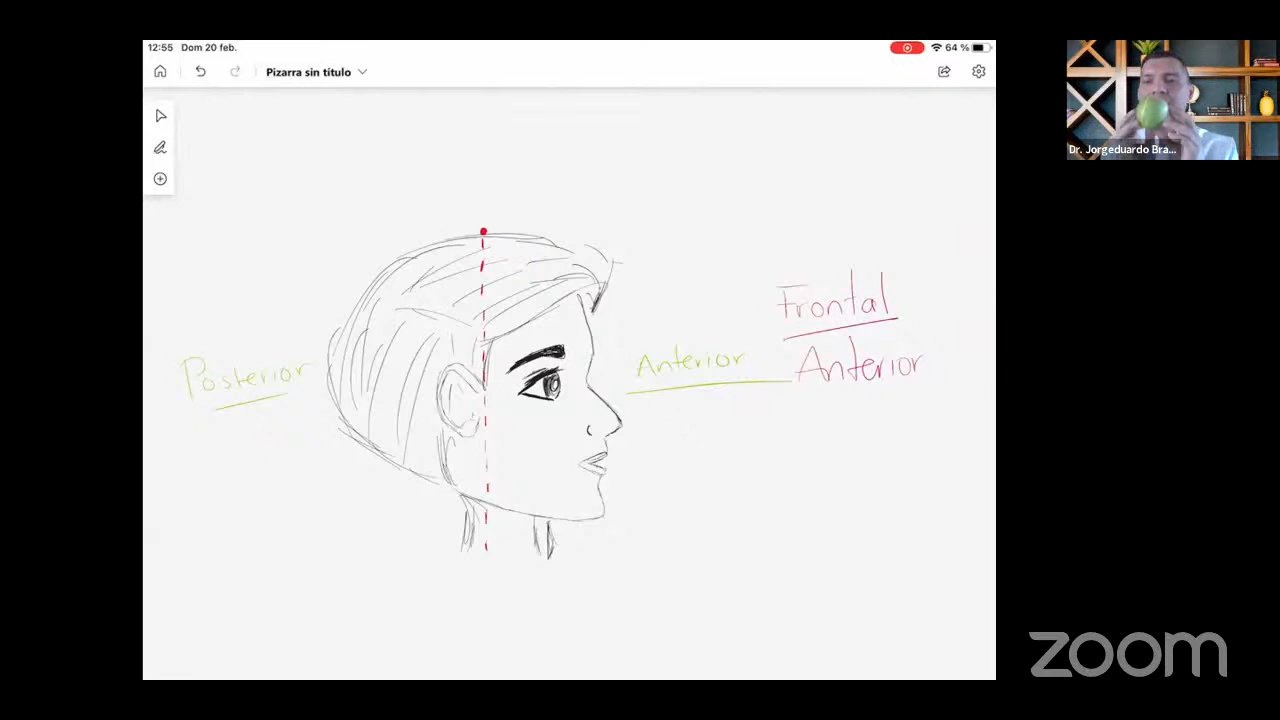 12:55 Dom 20 feb.
64 %
Pizarra sin título
Dr. Jorgeduardo Bra...
Frontal
Posterior
Anterior
Anterior
zoom